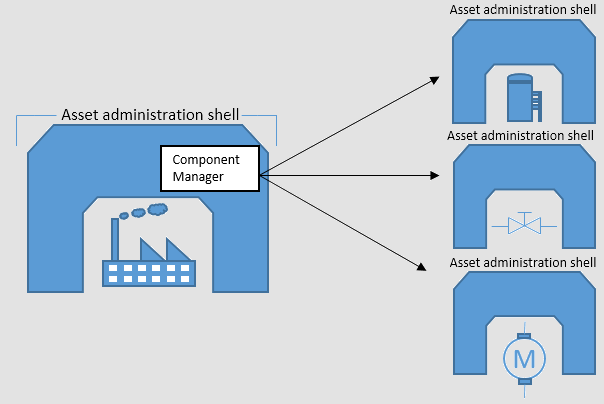 Asset administration shell
Component
Manager
Asset administration shell
Asset administration shell
Asset administration shell
M